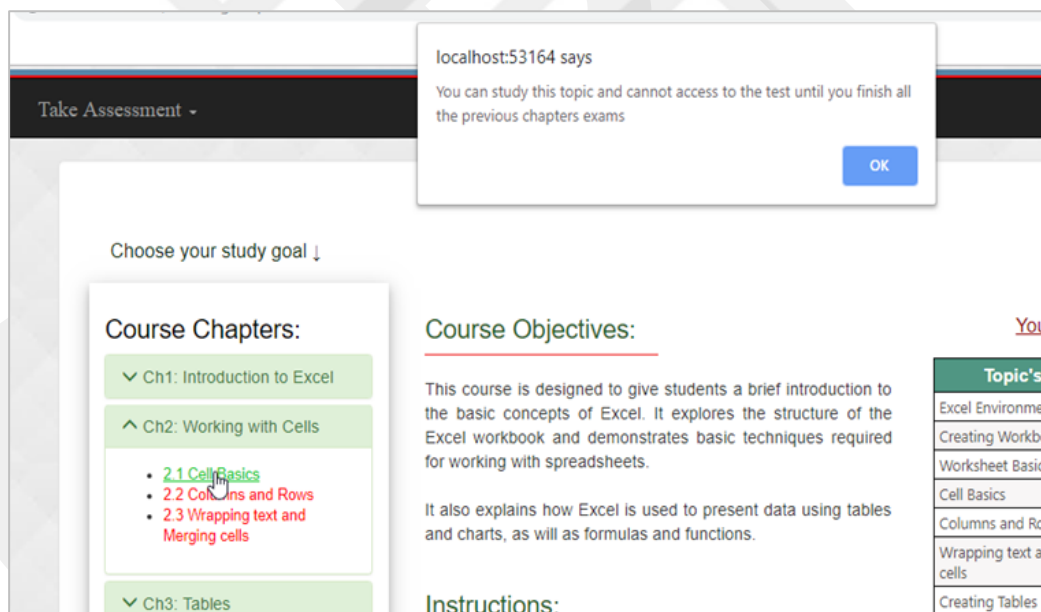 localhost:53164 says
You can study this topic and cannot access to the test until you finish all
the previous chapters exams
OK
Take Assessment
Choose your study goal ↓
Course Chapters:
Ch1: Introduction to Excel
Ch2: Working with Cells
2.1 Cell Basics
2.2 Columns and Rows
2.3 Wrapping text and
Merging cells
Ch3: Tables
Course Objectives:
This course is designed to give students a brief introduction to
the basic concepts of Excel. It explores the structure of the
Excel workbook and demonstrates basic techniques required
for working with spreadsheets.
It also explains how Excel is used to present data using tables
and charts, as will as formulas and functions.
Instructions:
You
Topic's
Excel Environme
Creating Workb
Worksheet Basic
Cell Basics
Columns and Ro
Wrapping text a
cells
Creating Tables